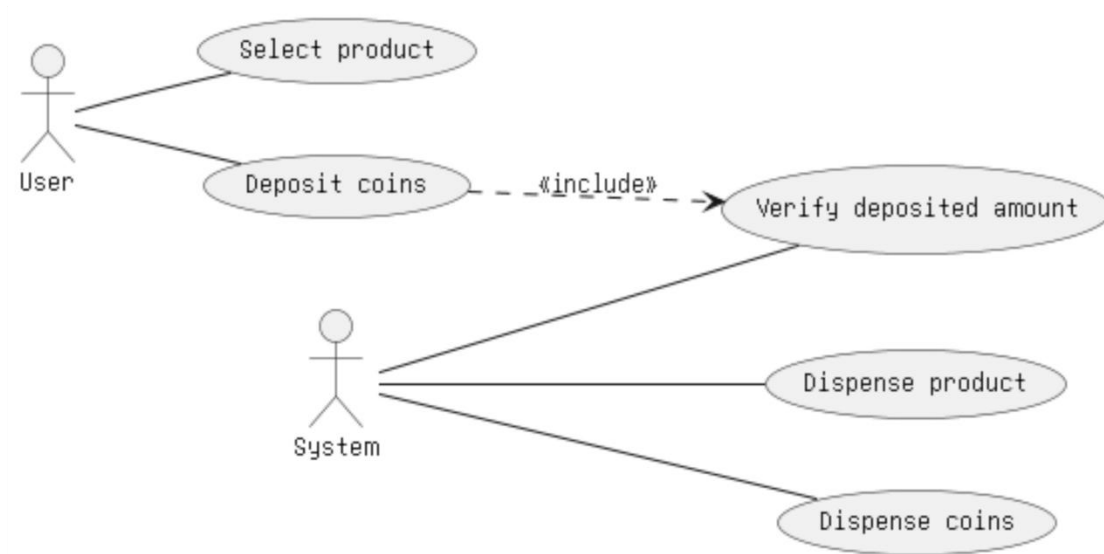 Select product
User
Deposit coins
«include»
Verify deposited amount
Dispense product
System
Dispense coins